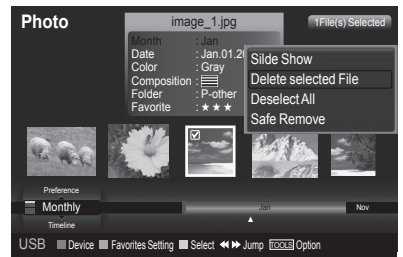 Photo
image_1.jpg
1File(s) Selected
Month : Jan
Date : Jan.01.20
Color : Gray
Composition :
Folder : P-other
Favorite : ★ ★ ★
Silde Show
Delete selected File
Deselect All
Safe Remove
Preference
Monthly
Timeline
Jan
Nov
USB Device Favorites Setting Select Jump TOOLS Option